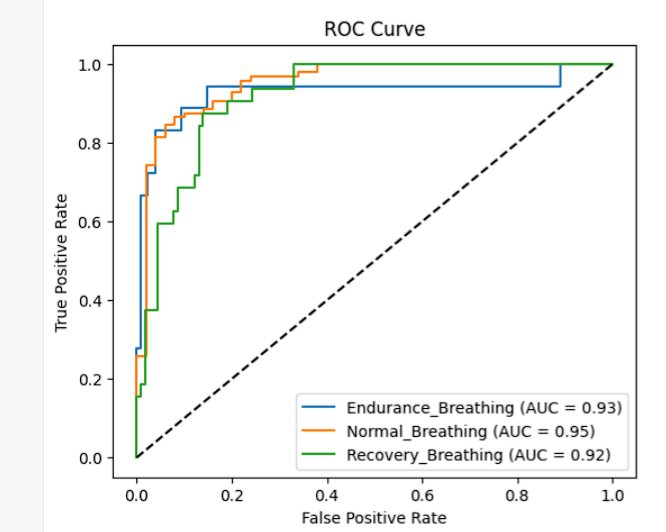 ROC Curve
True Positive Rate
1.0
0.8
0.6
0.4
0.2
0.0
Endurance_Breathing (AUC = 0.93)
Normal_Breathing (AUC = 0.95)
Recovery_Breathing (AUC = 0.92)
0.0 0.2 0.4 0.6 0.8 1.0
False Positive Rate